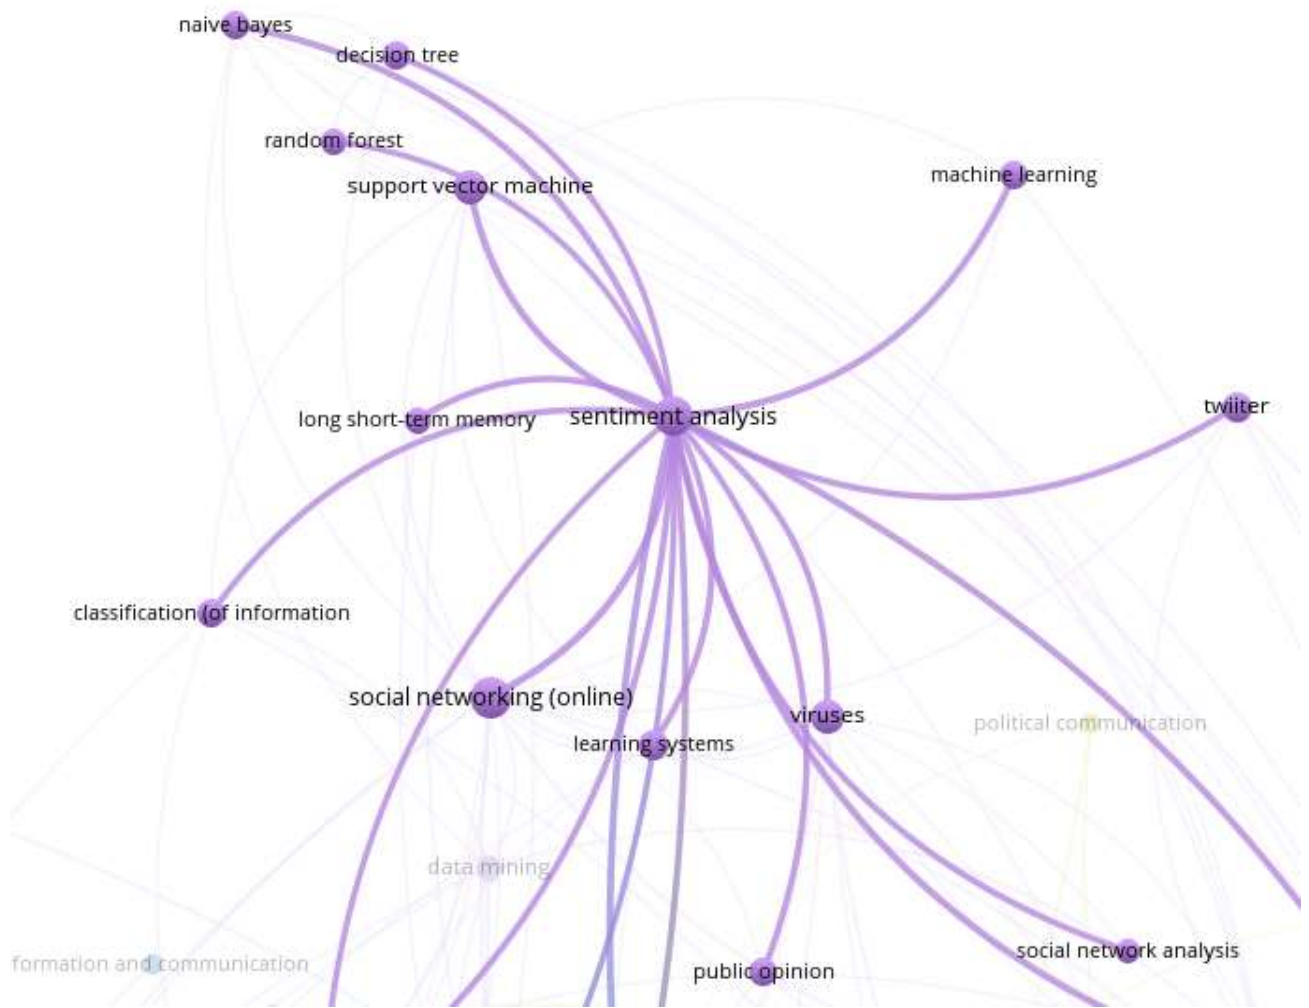 naive bayes
decision tree
random forest
support vector machine
machine learning
twiiter
long short-term memory
sentiment analysis
classification (of information
social networking (online)
viruses
political communication
learning systems
data mining
social network analysis
formation and communication
public opinion